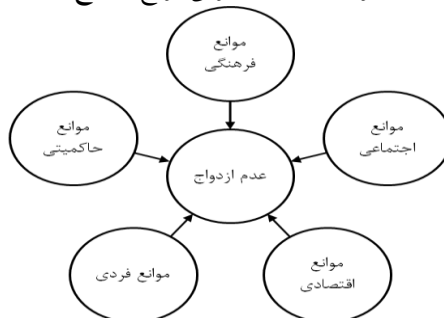 موانع
فرهنگی
موانع
اجتماعی
موانع
حاکمیتی
عدم ازدواج
موانع
اقتصادی
موانع فردی